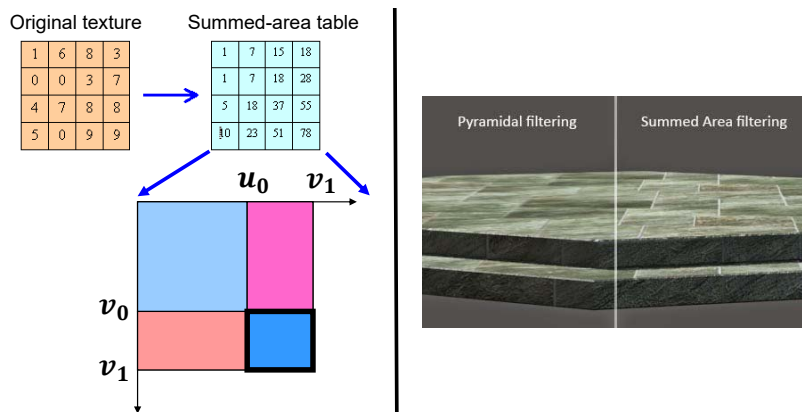 Original texture
Summed-area table
1 6 8 3
0 0 3 7
4 7 8 8
5 0 9 9
1 7 15 18
1 7 18 28
5 18 37 55
10 23 51 78
u₀ v₁
v₀
v₁
Pyramidal filtering
Summed Area filtering